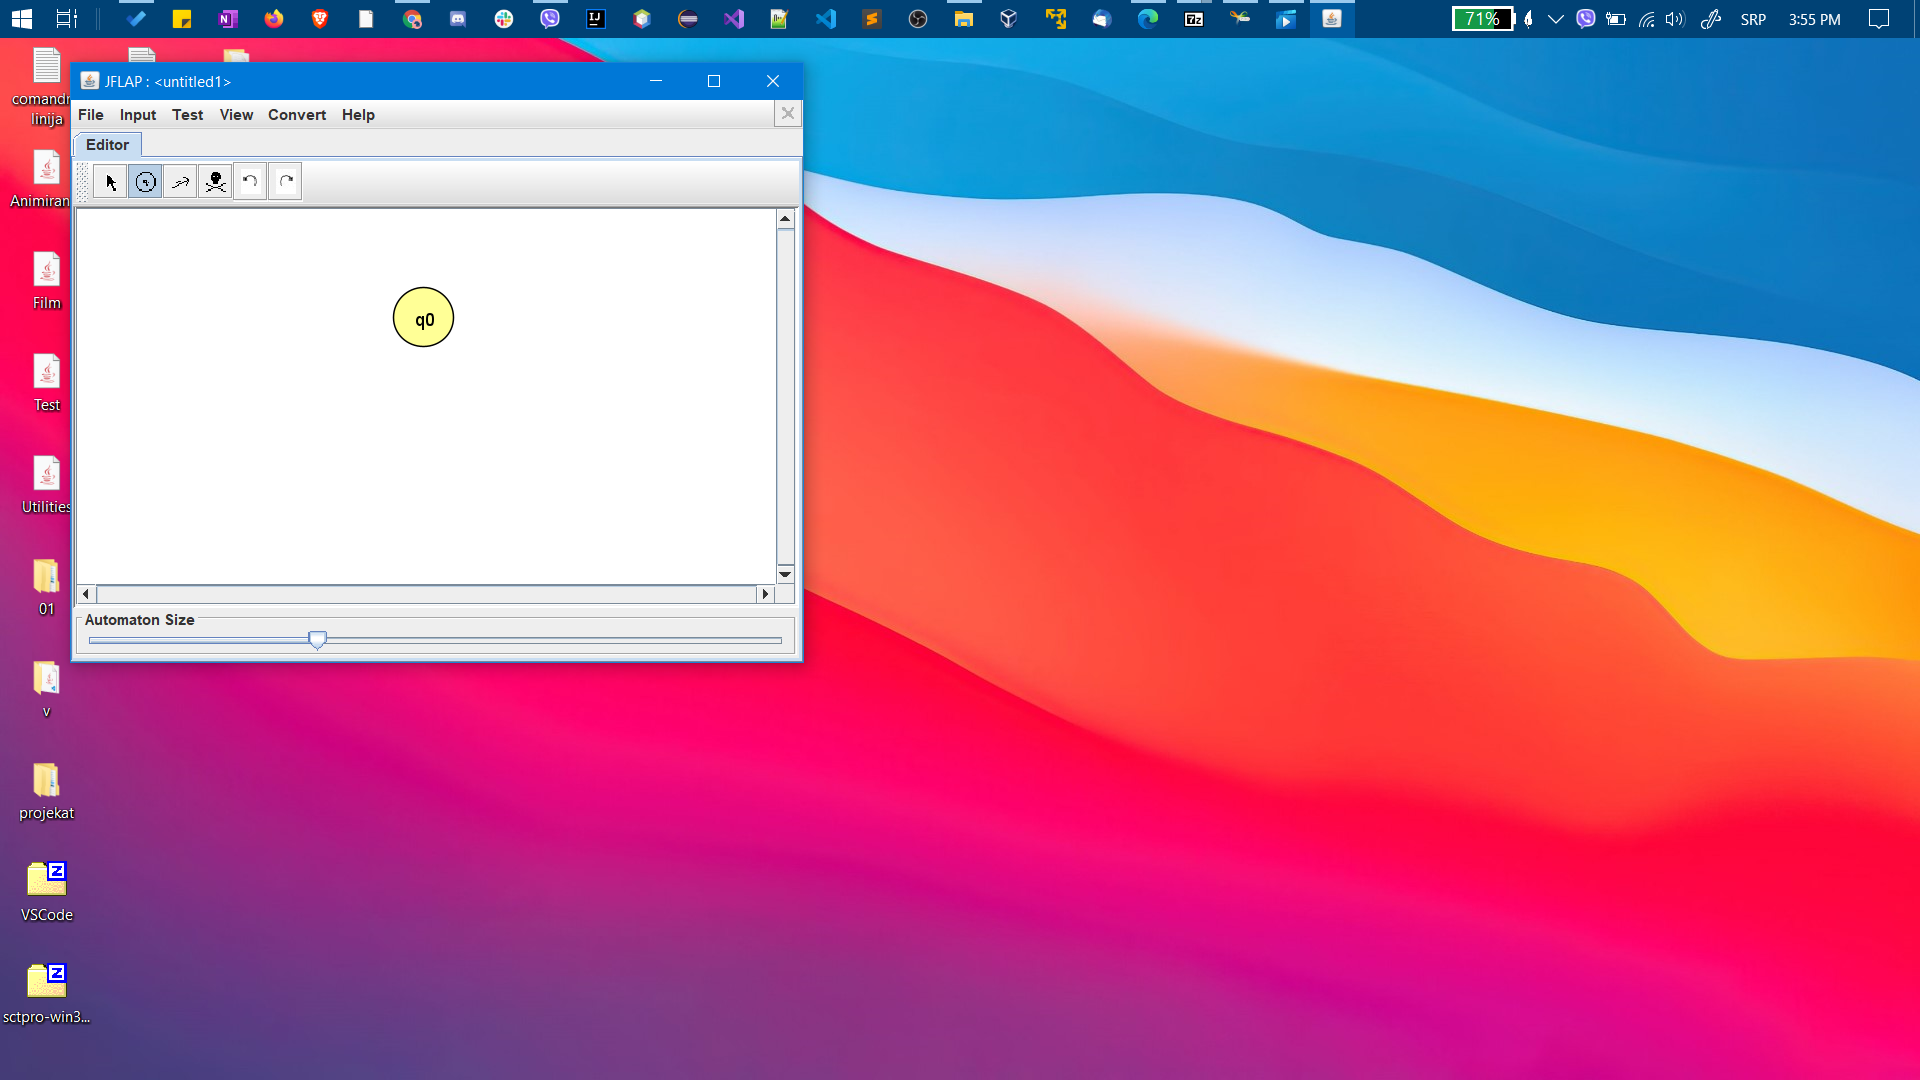 71%
SRP
3:55 PM
JFLAP : <untitled1>
File Input Test View Convert Help
Editor
q0
Automaton Size
comandr
linija
Animiran
Film
Test
Utilities
01
v
projekat
VSCode
sctpro-win3...